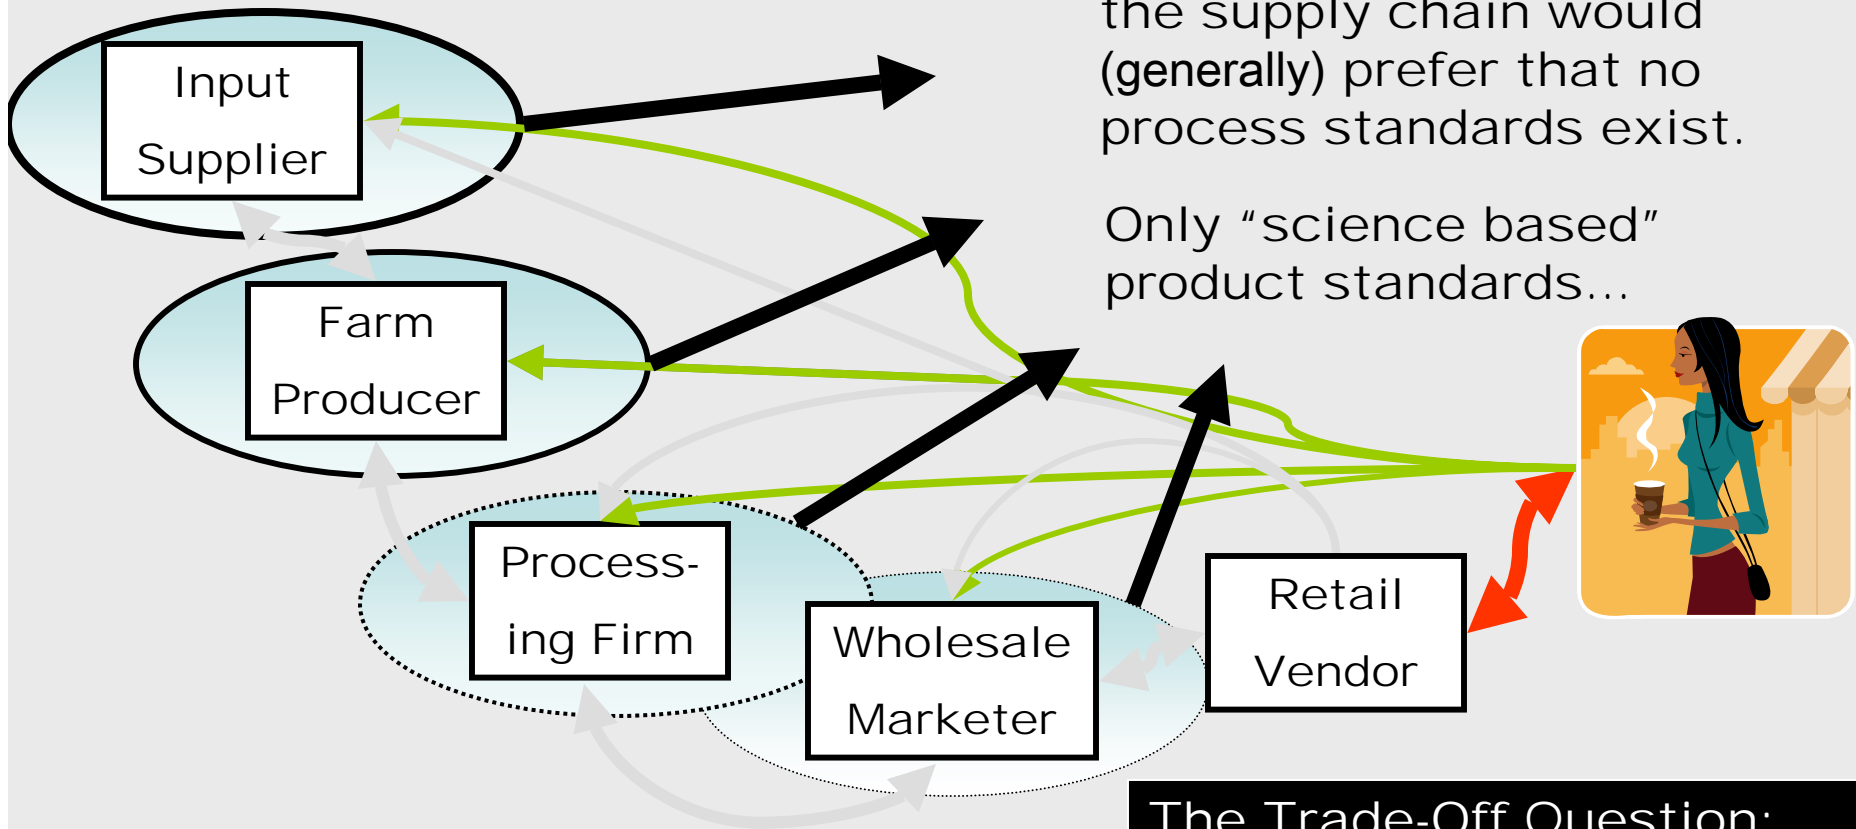 the supply chain would
(generally) prefer that no
process standards exist.
Only “science based”
product standards...
Input
Supplier
Farm
Producer
Process-
ing Firm
Wholesale
Marketer
Retail
Vendor
The Trade-Off Question: